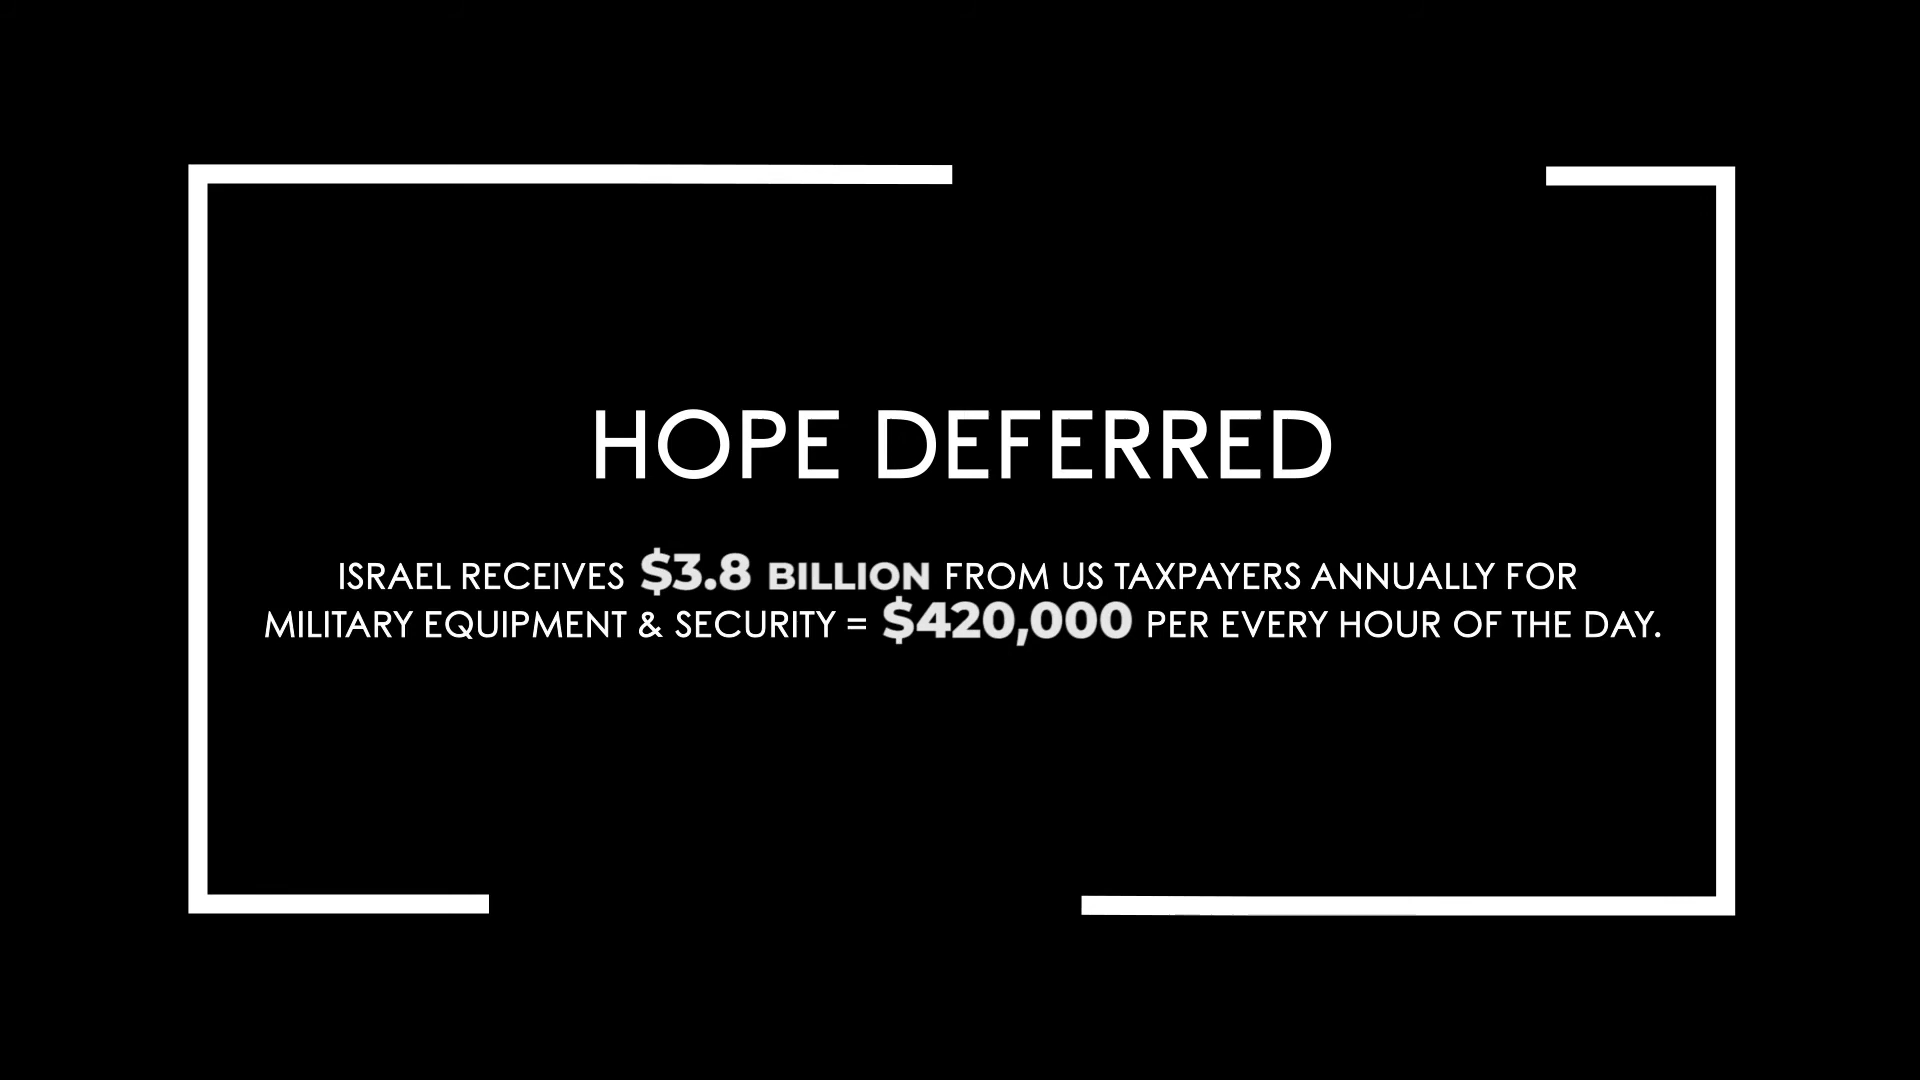 HOPE DEFERRED
ISRAEL RECEIVES $3.8 BILLION FROM US TAXPAYERS ANNUALLY FOR
MILITARY EQUIPMENT & SECURITY = $420,000 PER EVERY HOUR OF THE DAY.